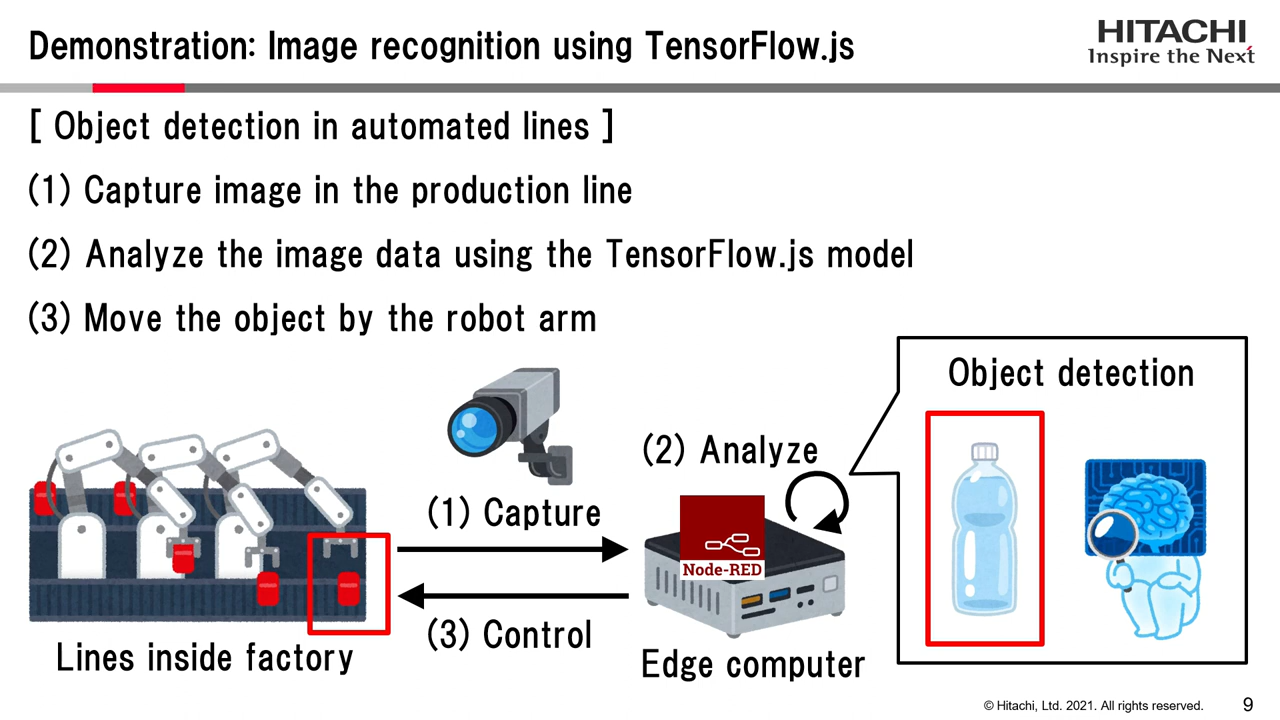 Demonstration: Image recognition using TensorFlow.js
HITACHI
Inspire the Next
[ Object detection in automated lines ]
(1) Capture image in the production line
(2) Analyze the image data using the TensorFlow.js model
(3) Move the object by the robot arm
Object detection
(2) Analyze
(1) Capture
Node-RED
(3) Control
Lines inside factory
Edge computer
© Hitachi, Ltd. 2021. All rights reserved.
9